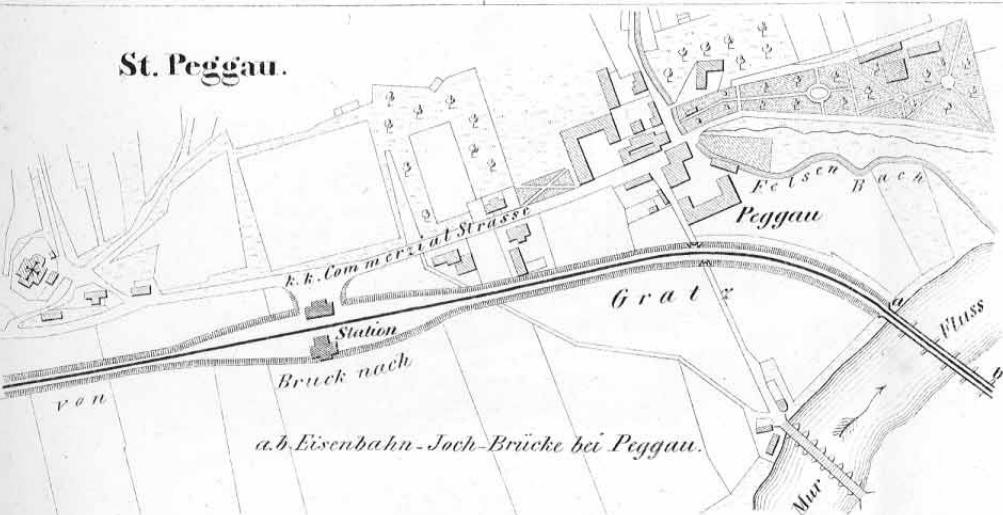 St. Peggau.
Felsen Bach
Peggau
k.k. Commerzial Strasse
Station
von Bruck nach Gratz
a
b
Mur Fluss
a.b. Eisenbahn-Joch-Brücke bei Peggau.